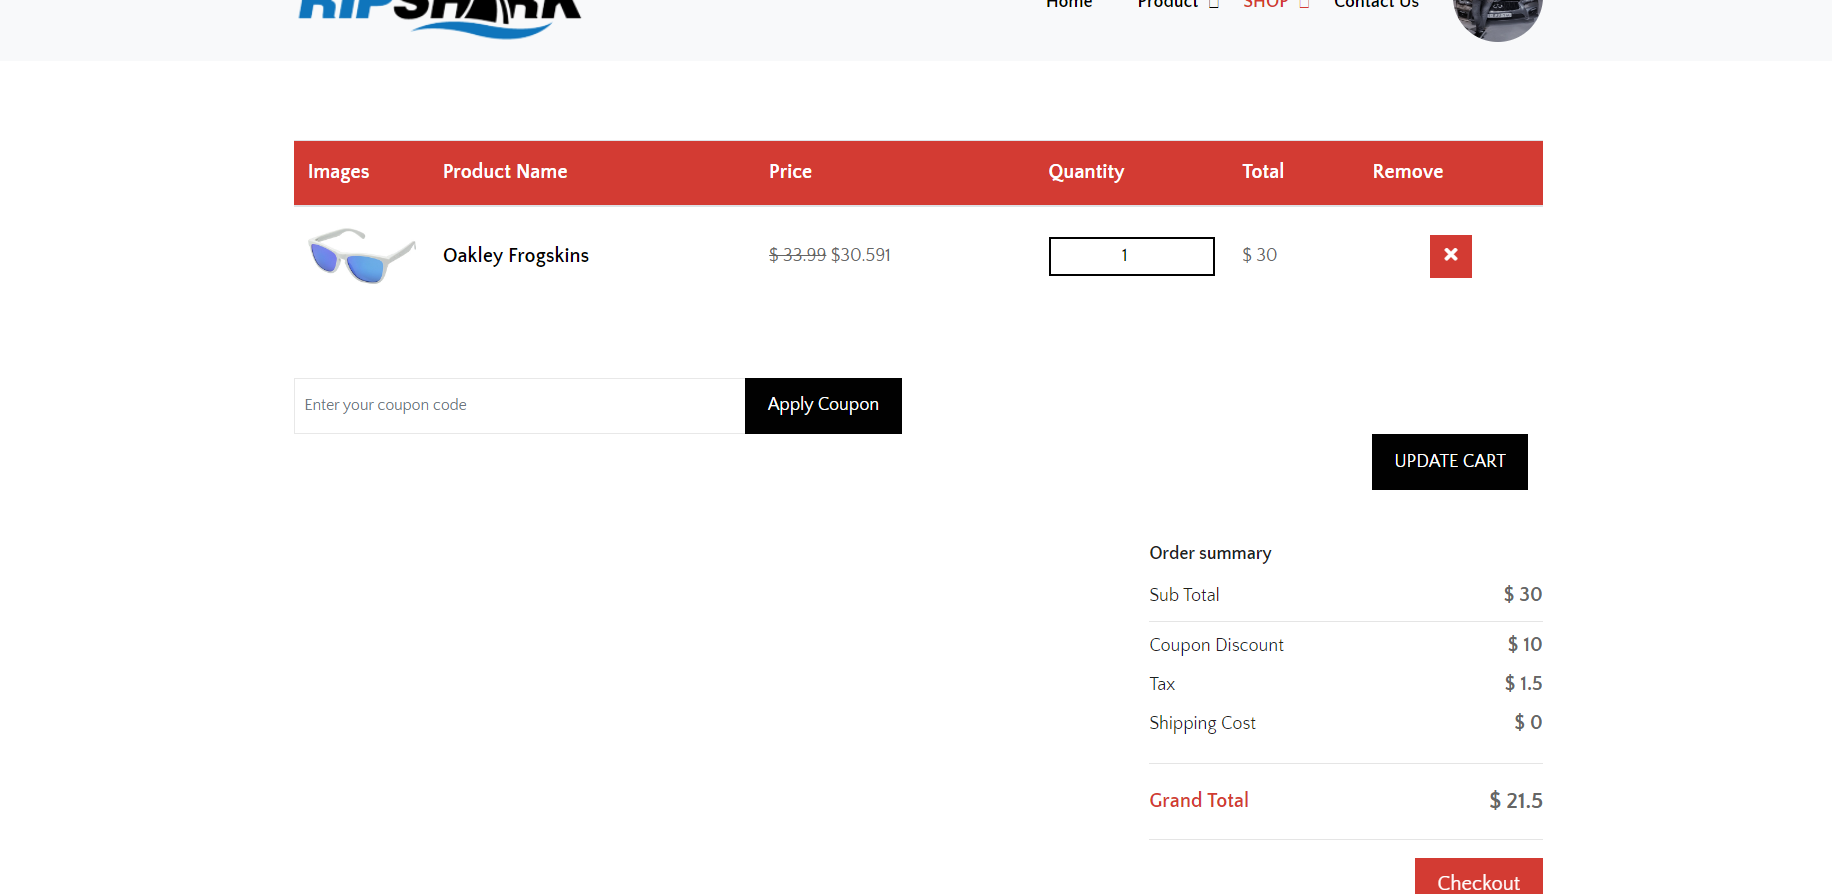 RIPSHARK
Home Product SHOP Contact Us
Images Product Name Price Quantity Total Remove
Oakley Frogskins $ 33.99 $30.591 1 $ 30
Enter your coupon code Apply Coupon
UPDATE CART
Order summary
Sub Total $ 30
Coupon Discount $ 10
Tax $ 1.5
Shipping Cost $ 0
Grand Total $ 21.5
Checkout